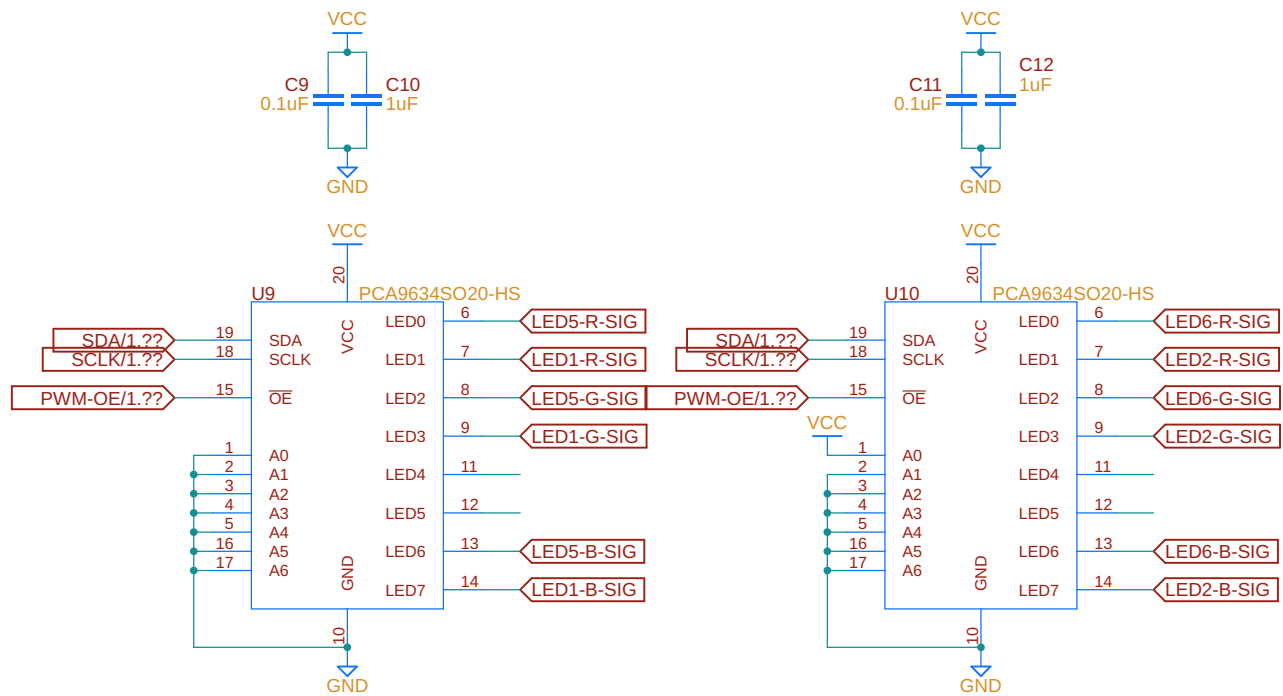 VCC
C9
0.1uF
C10
1uF
GND
VCC
C11
0.1uF
C12
1uF
GND
VCC
20
U9
PCA9634SO20-HS
SDA/1.??
19
SDA
SCLK/1.??
18
SCLK
PWM-OE/1.??
15
OE
1
A0
2
A1
3
A2
4
A3
5
A4
16
A5
17
A6
VCC
GND
LED0
6
LED5-R-SIG
LED1
7
LED1-R-SIG
LED2
8
LED5-G-SIG
LED3
9
LED1-G-SIG
LED4
11
LED5
12
LED6
13
LED5-B-SIG
LED7
14
LED1-B-SIG
10
GND
VCC
20
U10
PCA9634SO20-HS
SDA/1.??
19
SDA
SCLK/1.??
18
SCLK
PWM-OE/1.??
15
OE
VCC
1
A0
2
A1
3
A2
4
A3
5
A4
16
A5
17
A6
VCC
GND
LED0
6
LED6-R-SIG
LED1
7
LED2-R-SIG
LED2
8
LED6-G-SIG
LED3
9
LED2-G-SIG
LED4
11
LED5
12
LED6
13
LED6-B-SIG
LED7
14
LED2-B-SIG
10
GND